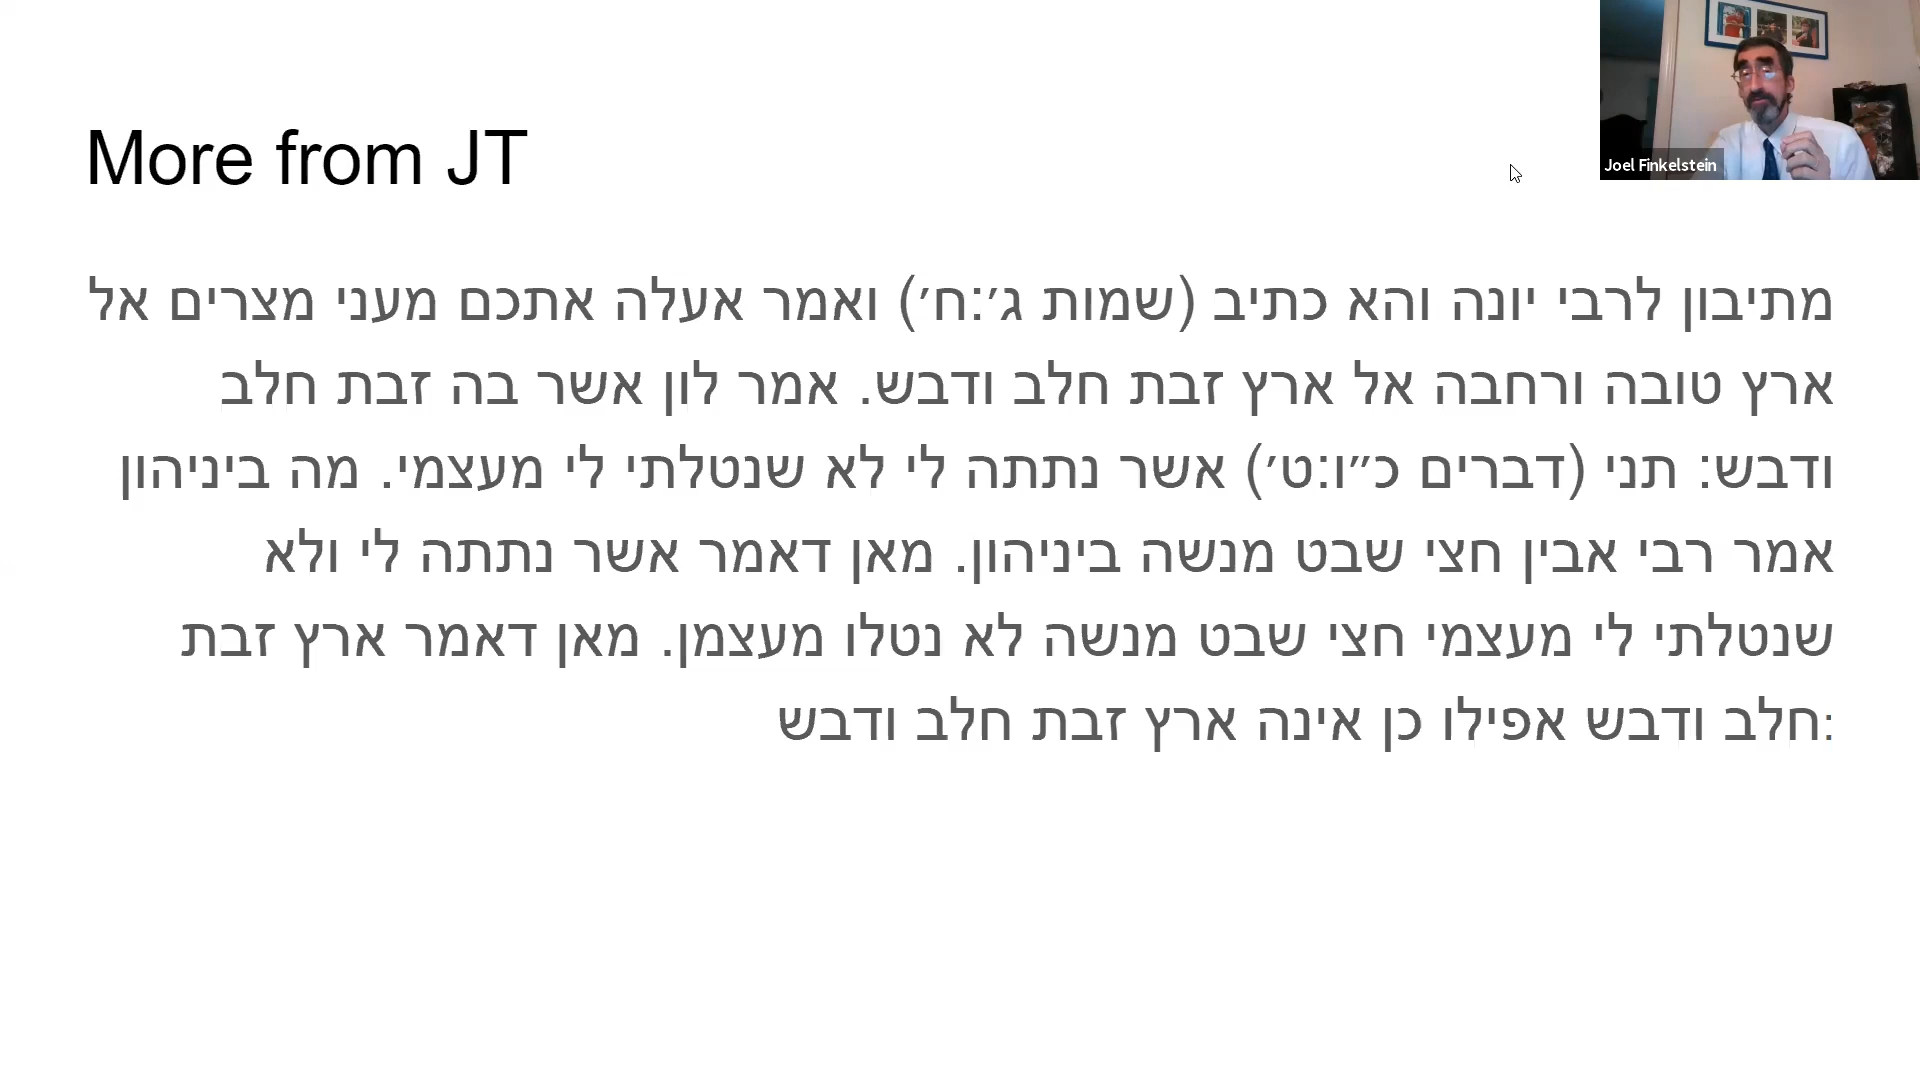 More from JT
Joel Finkelstein
מתיבון לרבי יונה והא כתיב (שמות ג׳:ח׳) ואמר אעלה אתכם מעני מצרים אל
ארץ טובה ורחבה אל ארץ זבת חלב ודבש. אמר לון אשר בה זבת חלב
ודבש: תני (דברים כ״ו:ט׳) אשר נתתה לי לא שנטלתי לי מעצמי. מה ביניהון
אמר רבי אבין חצי שבט מנשה ביניהון. מאן דאמר אשר נתתה לי ולא
שנטלתי לי מעצמי חצי שבט מנשה לא נטלו מעצמן. מאן דאמר ארץ זבת
חלב ודבש אפילו כן אינה ארץ זבת חלב ודבש: